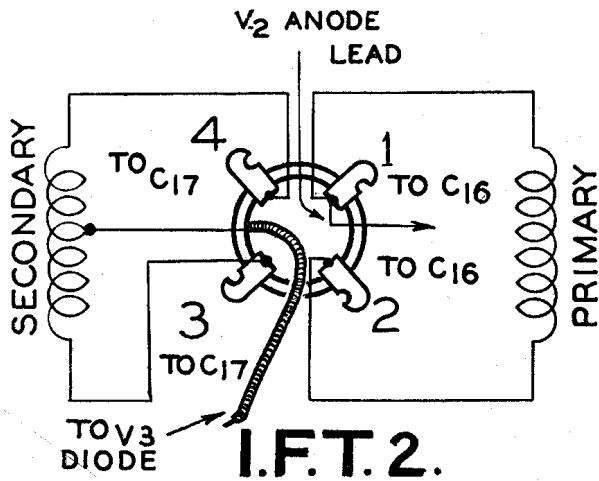 V2 ANODE
LEAD
SECONDARY
4
TO C17
1
TO C16
PRIMARY
TO C16
3
2
TO C17
TO V3
DIODE
I.F.T. 2.